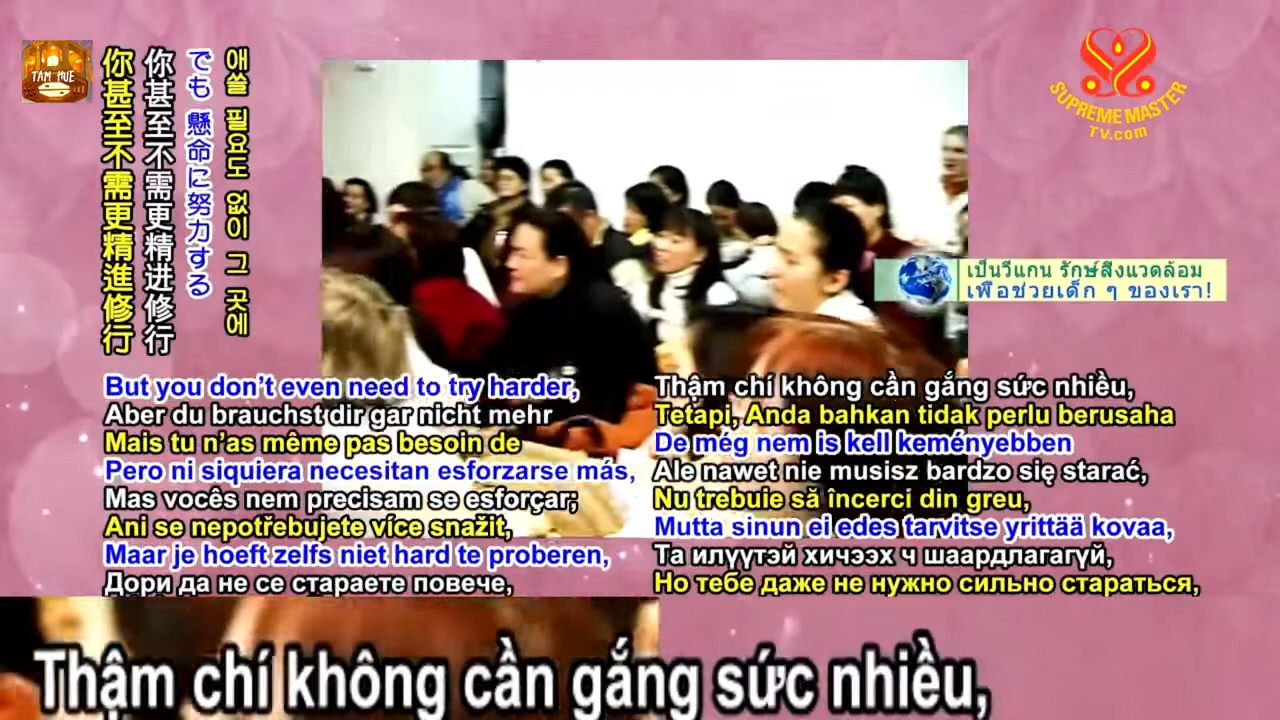 TÂM HUỆ
你甚至不需更精進修行
你甚至不需更精进修行
でも 懸命に努力する
애쓸 필요도 없이 그 곳에
SUPREME MASTER
TV.com
เป็นวีแกน รักษ์สิ่งแวดล้อม
เพื่อช่วยเด็ก ๆ ของเรา!
But you don't even need to try harder,
Aber du brauchst dir gar nicht mehr
Mais tu n'as même pas besoin de
Pero ni siquiera necesitan esforzarse más,
Mas vocês nem precisam se esforçar;
Ani se nepotřebujete více snažit,
Maar je hoeft zelfs niet hard te proberen,
Дори да не се стараете повече,
Thậm chí không cần gắng sức nhiều,
Tetapi, Anda bahkan tidak perlu berusaha
De még nem is kell keményebben
Ale nawet nie musisz bardzo się starać,
Nu trebuie să încerci din greu,
Mutta sinun ei edes tarvitse yrittää kovaa,
Та илүүтэй хичээх ч шаардлагагүй,
Но тебе даже не нужно сильно стараться,
Thậm chí không cần gắng sức nhiều,